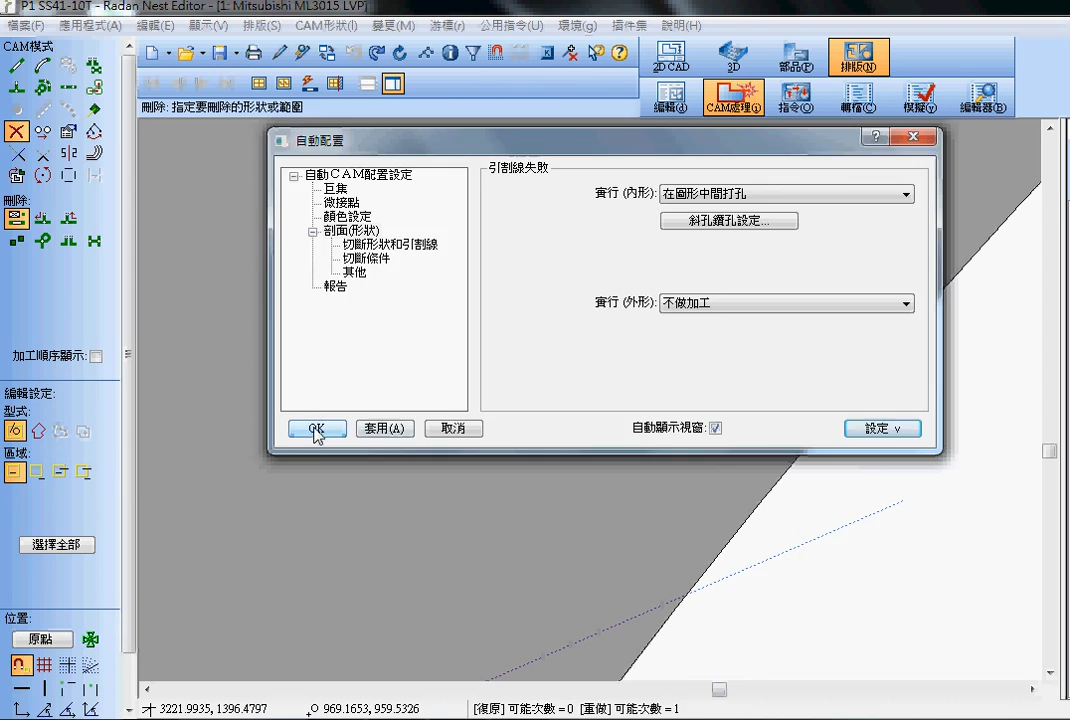 P1 SS41-10T - Radan Nest Editor - [1: Mitsubishi ML3015 LVP]
檔案(F) 應用程式(A) 編輯(E) 顯示(V) 排版(S) CAM形狀(I) 變更(M) 游標(r) 公用指令(U) 環境(g) 插件集 說明(H)
CAM模式
2D CAD 3D 部品(P) 排版(N)
編輯(d) CAM處理(i) 指令(O) 轉檔(C) 模擬(Y) 編輯器(B)
刪除: 指定要刪除的形狀或範圍
自動配置
自動CAM配置設定
巨集
微接點
顏色設定
剖面(形狀)
切斷形狀和引割線
切斷條件
其他
報告
引割線失敗
實行 (內形): 在圖形中間打孔
斜孔鑽孔設定...
實行 (外形): 不做加工
OK 套用(A) 取消 自動顯示視窗: 設定 v
刪除:
加工順序顯示:
編輯設定:
型式:
區域:
選擇全部
位置:
原點
3221.9935, 1396.4797 969.1653, 959.5326 [復原] 可能次數 = 0 [重做] 可能次數 = 1